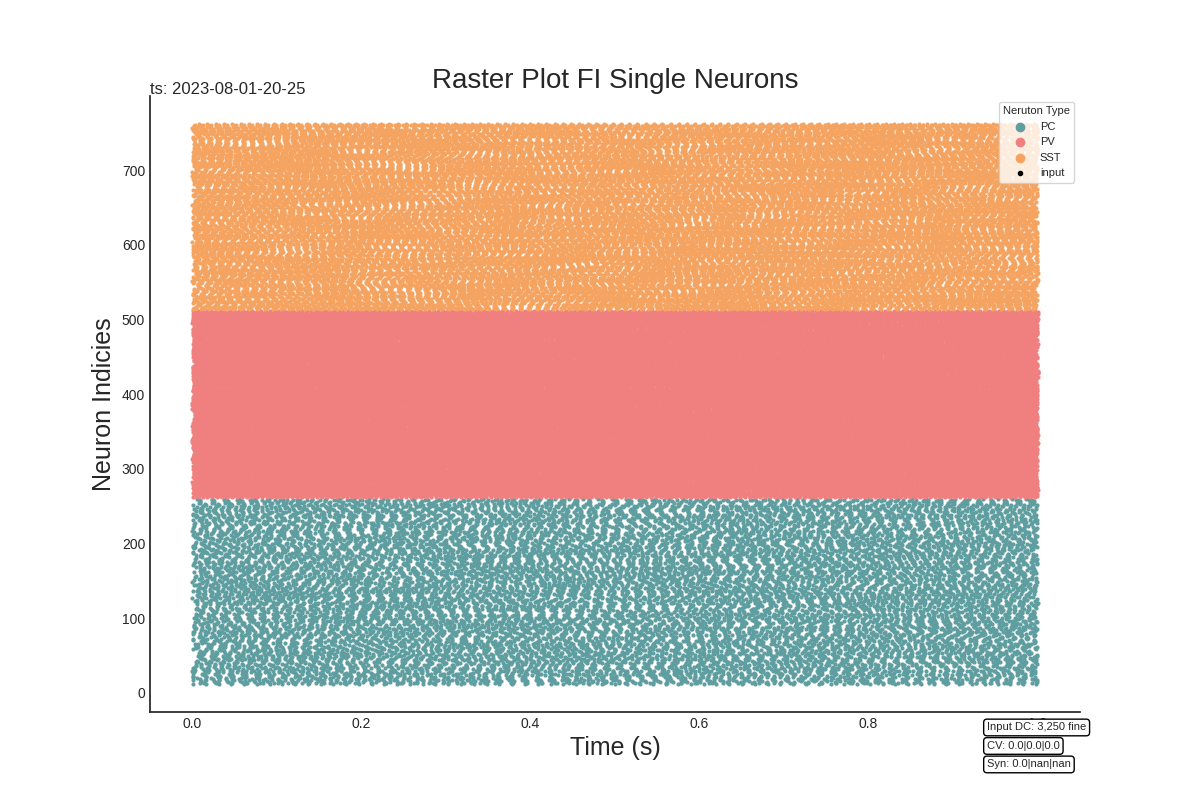 Raster Plot FI Single Neurons
ts: 2023-08-01-20-25
Neruton Type
PC
PV
SST
input
Neuron Indicies
700
600
500
400
300
200
100
0
0.0 0.2 0.4 0.6 0.8
Time (s)
Input DC: 3,250 fine
CV: 0.0|0.0|0.0
Syn: 0.0|nan|nan